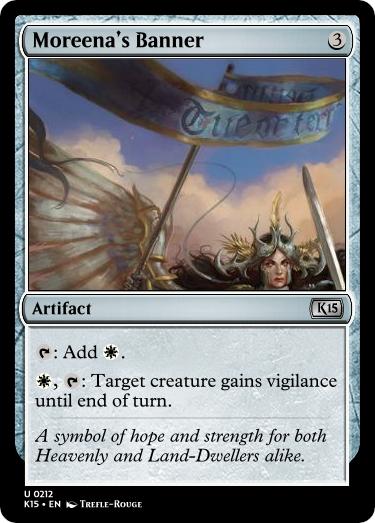 Moreena's Banner 3
Artifact K15
: Add .
, : Target creature gains vigilance
until end of turn.
A symbol of hope and strength for both
Heavenly and Land-Dwellers alike.
U 0212
K15 • EN Trefle-Rouge